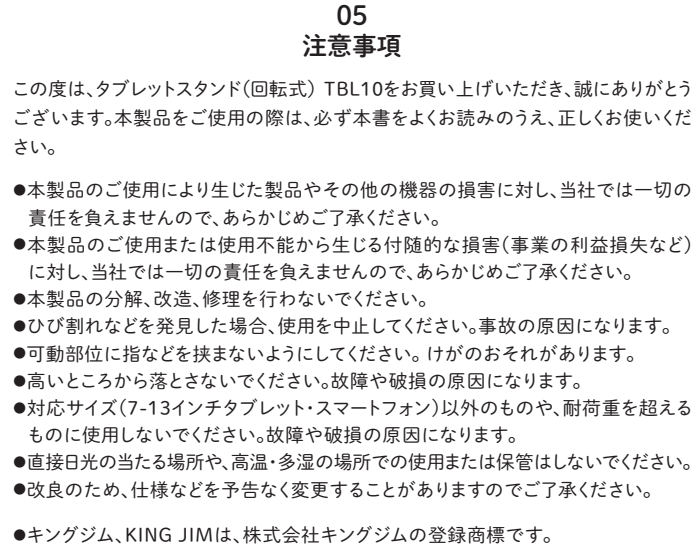 05
注意事項
この度は、タブレットスタンド（回転式） TBL10をお買い上げいただき、誠にありがとう
ございます。本製品をご使用の際は、必ず本書をよくお読みのうえ、正しくお使いくだ
さい。
●本製品のご使用により生じた製品やその他の機器の損害に対し、当社では一切の
責任を負えませんので、あらかじめご了承ください。
●本製品のご使用または使用不能から生じる付随的な損害（事業の利益損失など）
に対し、当社では一切の責任を負えませんので、あらかじめご了承ください。
●本製品の分解、改造、修理を行わないでください。
●ひび割れなどを発見した場合、使用を中止してください。事故の原因になります。
●可動部位に指などを挟まないようにしてください。けがのおそれがあります。
●高いところから落とさないでください。故障や破損の原因になります。
●対応サイズ（7-13インチタブレット・スマートフォン）以外のものや、耐荷重を超える
ものに使用しないでください。故障や破損の原因になります。
●直接日光の当たる場所や、高温・多湿の場所での使用または保管はしないでください。
●改良のため、仕様などを予告なく変更することがありますのでご了承ください。
●キングジム、KING JIMは、株式会社キングジムの登録商標です。